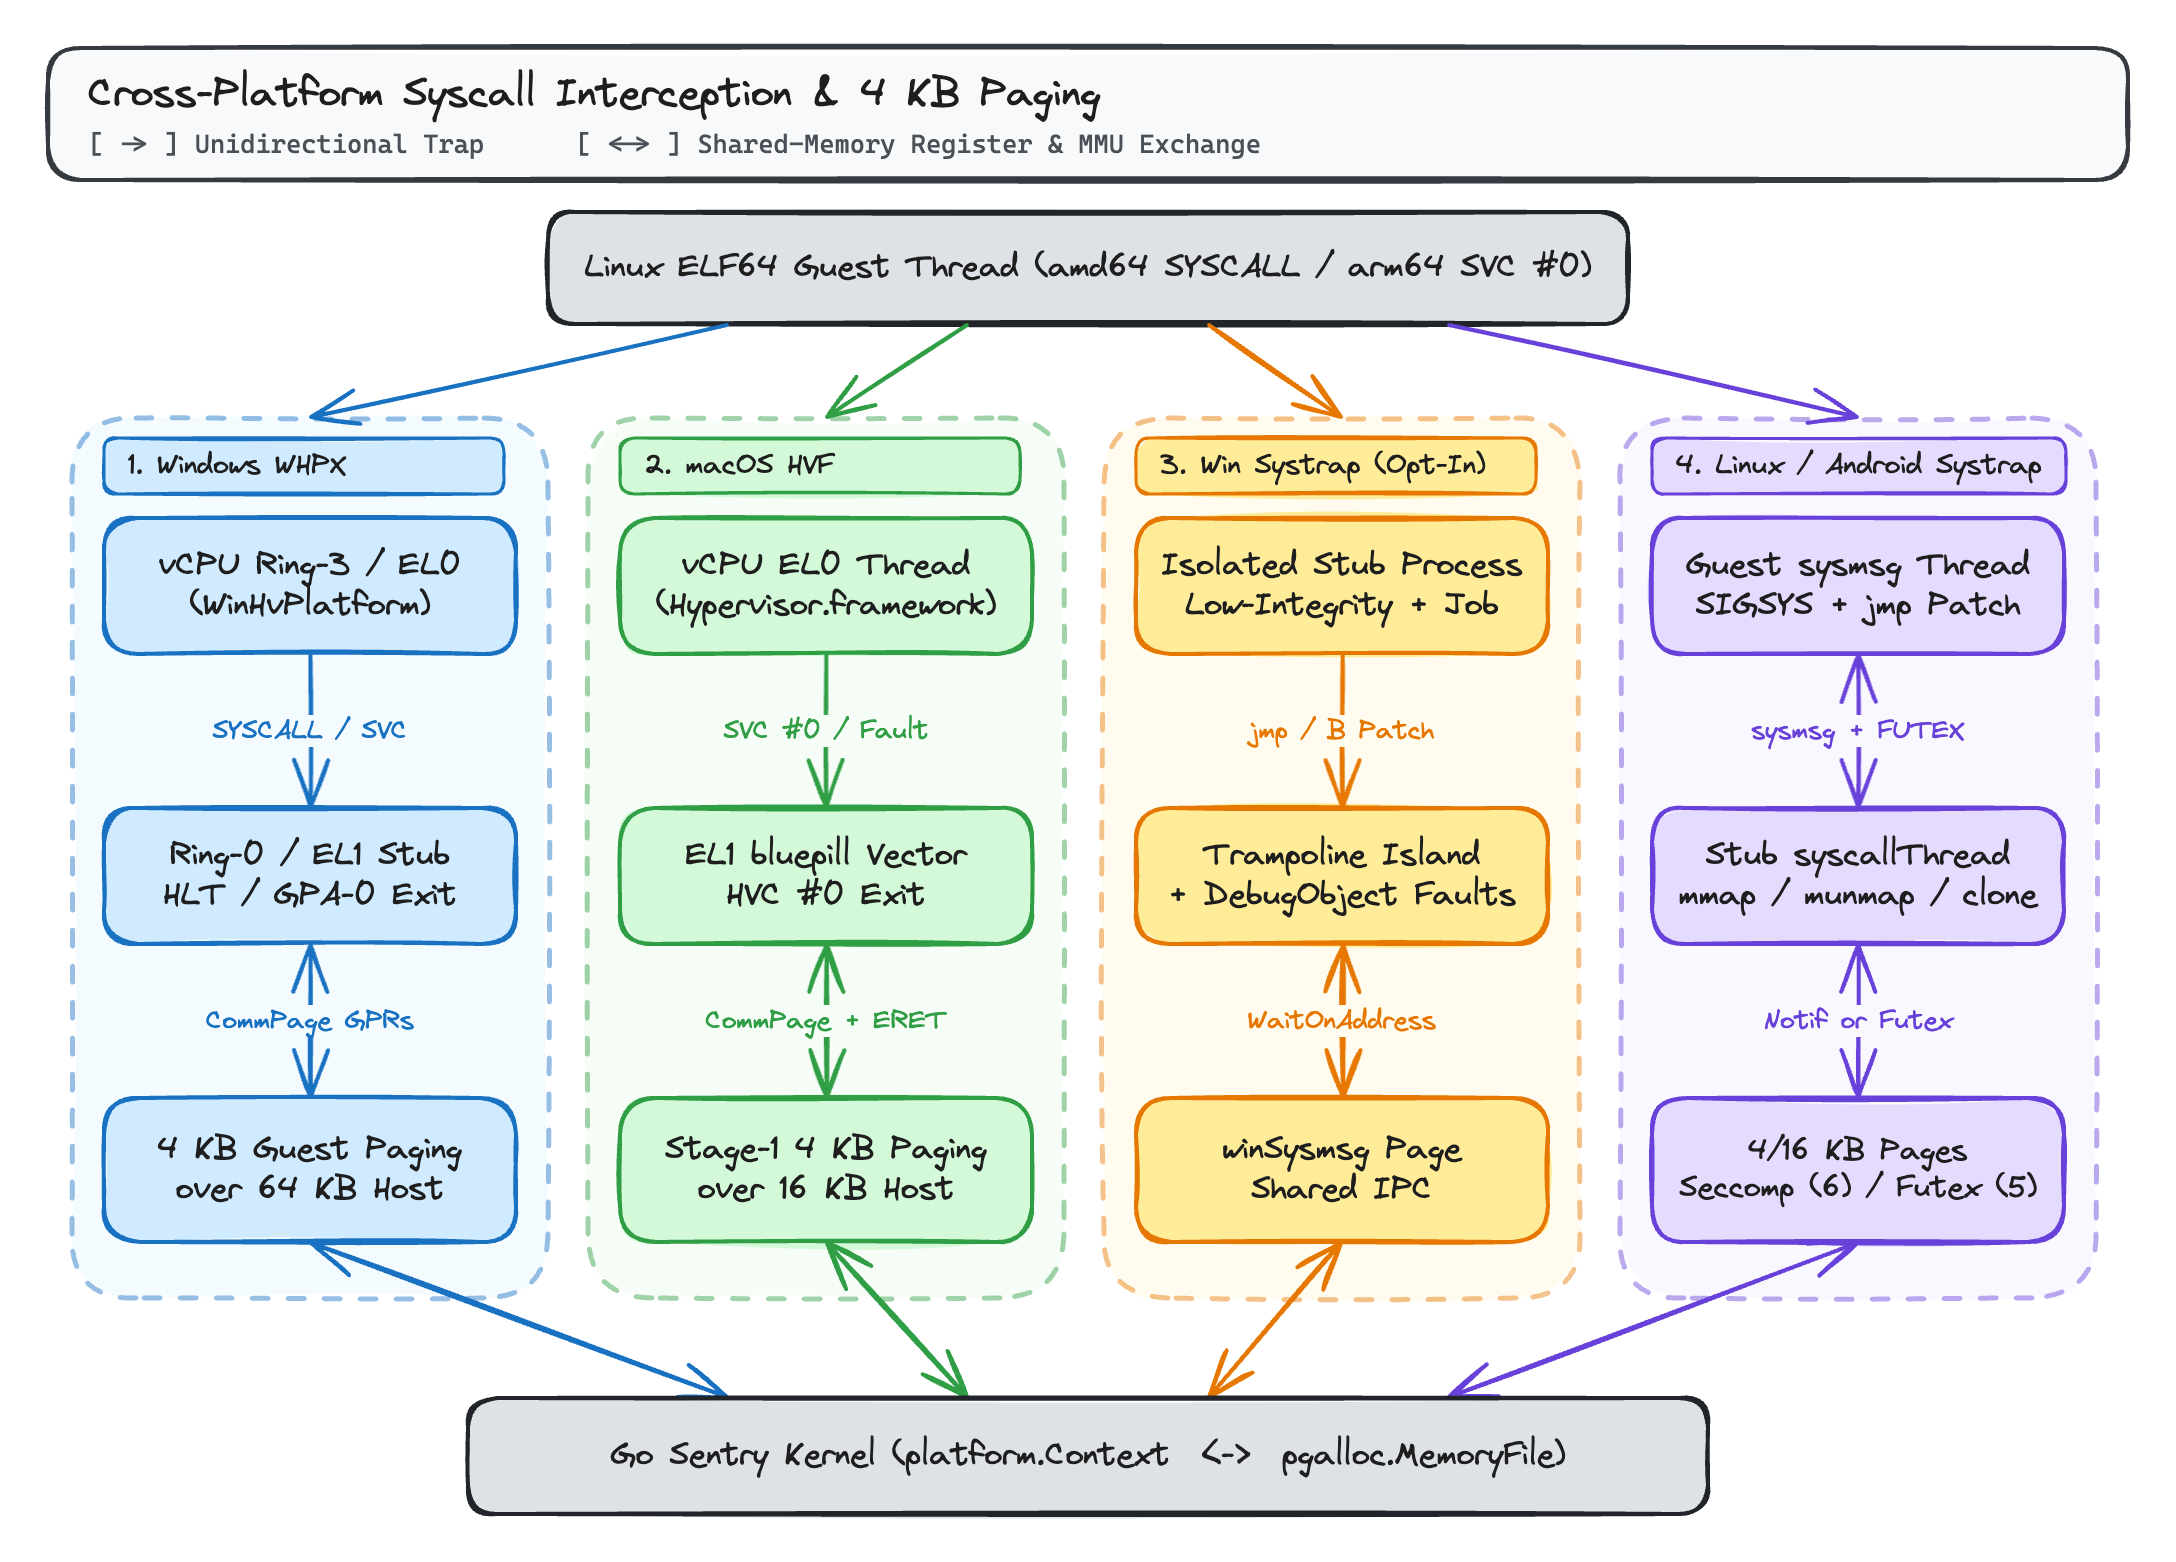 Cross-Platform Syscall Interception & 4 KB Paging
[ → ] Unidirectional Trap [ <-> ] Shared-Memory Register & MMU Exchange
Linux ELF64 Guest Thread (amd64 SYSCALL / arm64 SVC #0)
1. Windows WHPX
vCPU Ring-3 / EL0
(WinHvPlatform)
SYSCALL / SVC
Ring-0 / EL1 Stub
HLT / GPA-0 Exit
CommPage GPRs
4 KB Guest Paging
over 64 KB Host
2. macOS HVF
vCPU EL0 Thread
(Hypervisor.framework)
SVC #0 / Fault
EL1 bluepill Vector
HVC #0 Exit
CommPage + ERET
Stage-1 4 KB Paging
over 16 KB Host
3. Win Systrap (Opt-In)
Isolated Stub Process
Low-Integrity + Job
jmp / B Patch
Trampoline Island
+ DebugObject Faults
WaitOnAddress
winSysmsg Page
Shared IPC
4. Linux / Android Systrap
Guest sysmsg Thread
SIGSYS + jmp Patch
sysmsg + FUTEX
Stub syscallThread
mmap / munmap / clone
Notif or Futex
4/16 KB Pages
Seccomp (6) / Futex (5)
Go Sentry Kernel (platform.Context <-> pgalloc.MemoryFile)